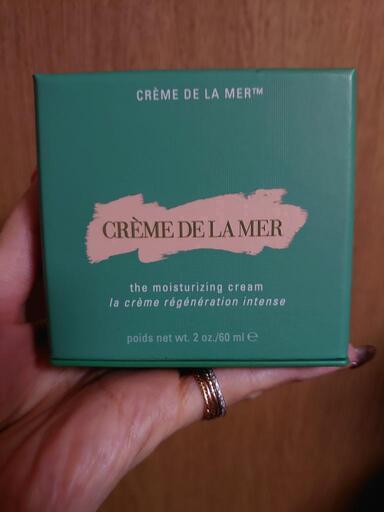 CRÈME DE LA MER™
CRÈME DE LA MER
the moisturizing cream
la crème régénération intense
poids net wt. 2 oz./60 ml ℮